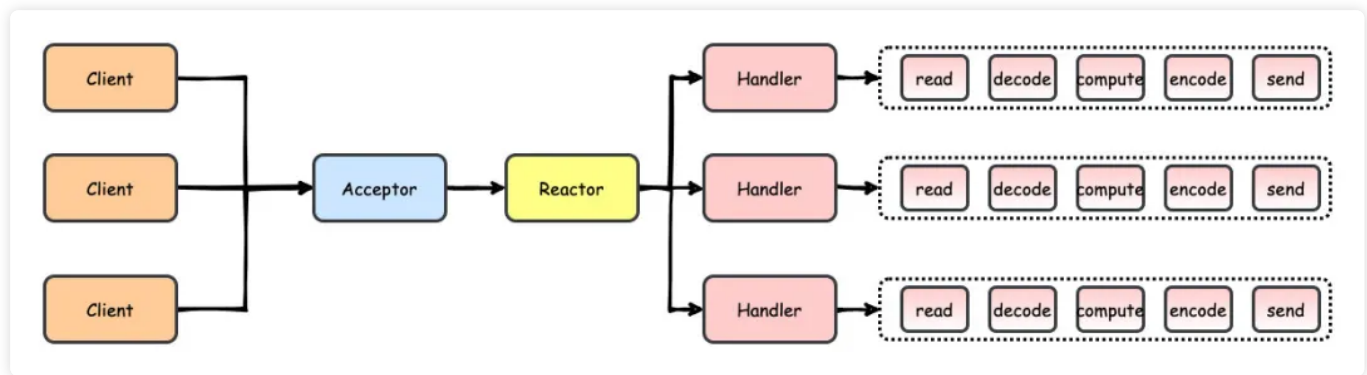 Client
Handler
read
decode
compute
encode
send
Client
Acceptor
Reactor
Handler
read
decode
compute
encode
send
Client
Handler
read
decode
compute
encode
send